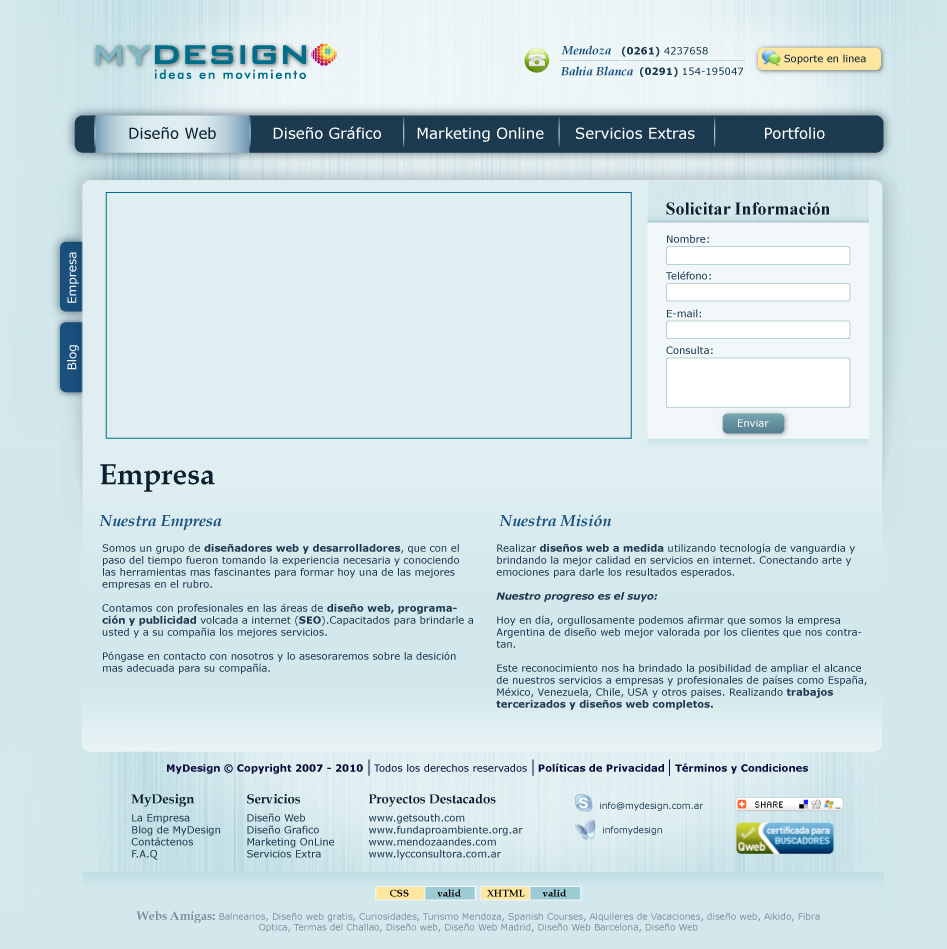 MYDESIGN
ideas en movimiento
Mendoza (0261) 4237658
Bahia Blanca (0291) 154-195047
Soporte en linea
Diseño Web
Diseño Gráfico
Marketing Online
Servicios Extras
Portfolio
Empresa
Blog
Solicitar Información
Nombre:
Teléfono:
E-mail:
Consulta:
Enviar
Empresa
Nuestra Empresa
Somos un grupo de diseñadores web y desarrolladores, que con el
paso del tiempo fueron tomando la experiencia necesaria y conociendo
las herramientas mas fascinantes para formar hoy una de las mejores
empresas en el rubro.
Contamos con profesionales en las áreas de diseño web, programa-
ción y publicidad volcada a internet (SEO).Capacitados para brindarle a
usted y a su compañia los mejores servicios.
Póngase en contacto con nosotros y lo asesoraremos sobre la desición
mas adecuada para su compañía.
Nuestra Misión
Realizar diseños web a medida utilizando tecnología de vanguardia y
brindando la mejor calidad en servicios en internet. Conectando arte y
emociones para darle los resultados esperados.
Nuestro progreso es el suyo:
Hoy en día, orgullosamente podemos afirmar que somos la empresa
Argentina de diseño web mejor valorada por los clientes que nos contra-
tan.
Este reconocimiento nos ha brindado la posibilidad de ampliar el alcance
de nuestros servicios a empresas y profesionales de países como España,
México, Venezuela, Chile, USA y otros paises. Realizando trabajos
tercerizados y diseños web completos.
MyDesign © Copyright 2007 - 2010 | Todos los derechos reservados | Políticas de Privacidad | Términos y Condiciones
MyDesign
La Empresa
Blog de MyDesign
Contáctenos
F.A.Q
Servicios
Diseño Web
Diseño Grafico
Marketing OnLine
Servicios Extra
Proyectos Destacados
www.getsouth.com
www.fundaproambiente.org.ar
www.mendozaandes.com
www.lycconsultora.com.ar
info@mydesign.com.ar
infomydesign
SHARE
Qweb certificada para
BUSCADORES
CSS valid XHTML valid
Webs Amigas: Balnearios, Diseño web gratis, Curiosidades, Turismo Mendoza, Spanish Courses, Alquileres de Vacaciones, diseño web, Aikido, Fibra
Optica, Termas del Challao, Diseño web, Diseño Web Madrid, Diseño Web Barcelona, Diseño Web